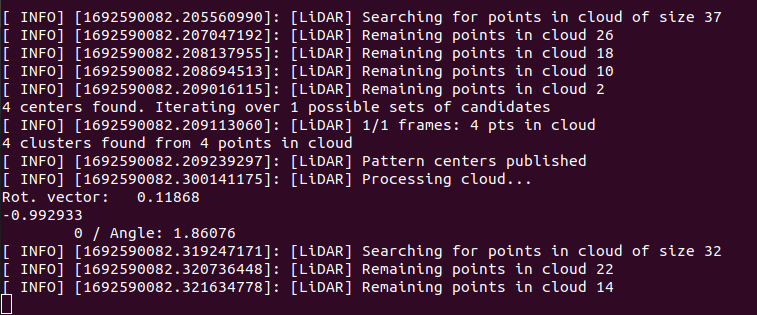 [ INFO] [1692590082.205560990]: [LiDAR] Searching for points in cloud of size 37
[ INFO] [1692590082.207047192]: [LiDAR] Remaining points in cloud 26
[ INFO] [1692590082.208137955]: [LiDAR] Remaining points in cloud 18
[ INFO] [1692590082.208694513]: [LiDAR] Remaining points in cloud 10
[ INFO] [1692590082.209016115]: [LiDAR] Remaining points in cloud 2
4 centers found. Iterating over 1 possible sets of candidates
[ INFO] [1692590082.209113060]: [LiDAR] 1/1 frames: 4 pts in cloud
4 clusters found from 4 points in cloud
[ INFO] [1692590082.209239297]: [LiDAR] Pattern centers published
[ INFO] [1692590082.300141175]: [LiDAR] Processing cloud...
Rot. vector:   0.11868
-0.992933
        0 / Angle: 1.86076
[ INFO] [1692590082.319247171]: [LiDAR] Searching for points in cloud of size 32
[ INFO] [1692590082.320736448]: [LiDAR] Remaining points in cloud 22
[ INFO] [1692590082.321634778]: [LiDAR] Remaining points in cloud 14